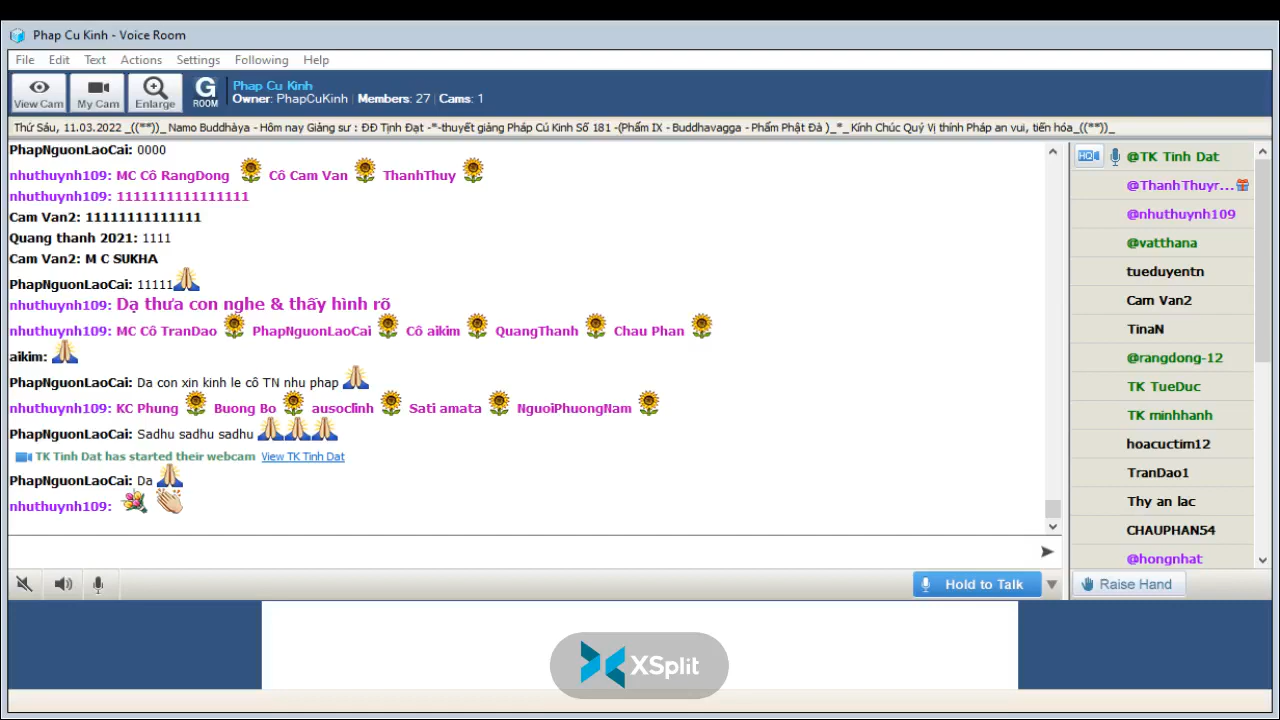 Phap Cu Kinh - Voice Room
File Edit Text Actions Settings Following Help
View Cam My Cam Enlarge G ROOM
Phap Cu Kinh
Owner: PhapCuKinh Members: 27 Cams: 1
Thứ Sáu, 11.03.2022 _((**))_ Namo Buddhàya - Hôm nay Giảng sư : ĐĐ Tịnh Đạt -*-thuyết giảng Pháp Cú Kinh Số 181 -(Phẩm IX - Buddhavagga - Phẩm Phật Đà )_*_ Kính Chúc Quý Vị thính Pháp an vui, tiến hóa_((**))_
PhapNguonLaoCai: 0000
nhuthuynh109: MC Cô RangDong Cô Cam Van ThanhThuy
nhuthuynh109: 1111111111111111
Cam Van2: 11111111111111
Quang thanh 2021: 1111
Cam Van2: M C SUKHA
PhapNguonLaoCai: 11111
nhuthuynh109: Dạ thưa con nghe & thấy hình rõ
nhuthuynh109: MC Cô TranDao PhapNguonLaoCai Cô aikim QuangThanh Chau Phan
aikim:
PhapNguonLaoCai: Da con xin kinh le cô TN nhu phap
nhuthuynh109: KC Phung Buong Bo ausoclinh Sati amata NguoiPhuongNam
PhapNguonLaoCai: Sadhu sadhu sadhu
TK Tinh Dat has started their webcam View TK Tinh Dat
PhapNguonLaoCai: Da
nhuthuynh109:
HQ @TK Tinh Dat
@ThanhThuyr...
@nhuthuynh109
@vatthana
tueduyentn
Cam Van2
TinaN
@rangdong-12
TK TueDuc
TK minhhanh
hoacuctim12
TranDao1
Thy an lac
CHAUPHAN54
@hongnhat
Hold to Talk
Raise Hand
XSplit